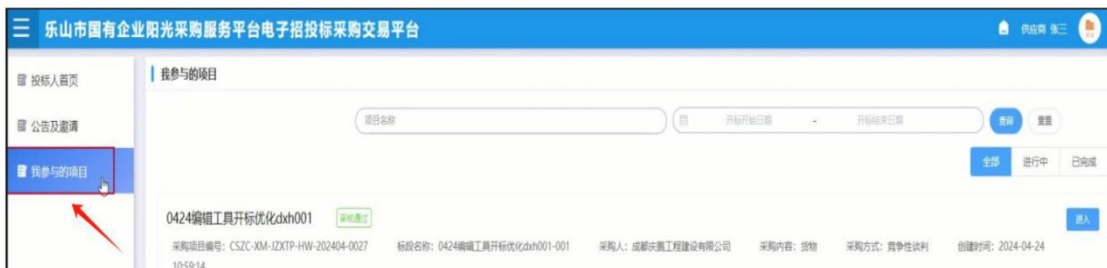 乐山市国有企业阳光采购服务平台电子招投标采购交易平台
供应商 张三
投标人首页
公告及邀请
我参与的项目
我参与的项目
项目名称
开标开始日期 - 开标结束日期
查询 重置
全部 进行中 已完成
0424编辑工具开标优化dxh001 审核通过
进入
采购项目编号：CSZC-XM-JZXTP-HW-202404-0027 标段名称：0424编辑工具开标优化dxh001-001 采购人：成都庆熊工程建设有限公司 采购内容：货物 采购方式：竞争性谈判 创建时间：2024-04-24
10:59:14